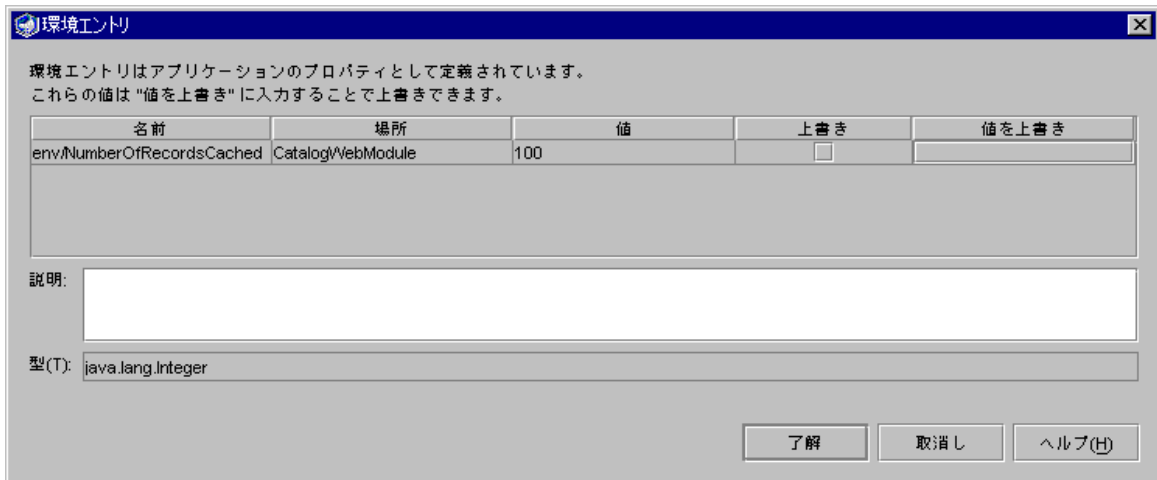 環境エントリ
環境エントリはアプリケーションのプロパティとして定義されています。
これらの値は "値を上書き" に入力することで上書きできます。
名前 場所 値 上書き 値を上書き
env/NumberOfRecordsCached CatalogWebModule 100
説明:
型(T): java.lang.Integer
了解 取消し ヘルプ(H)